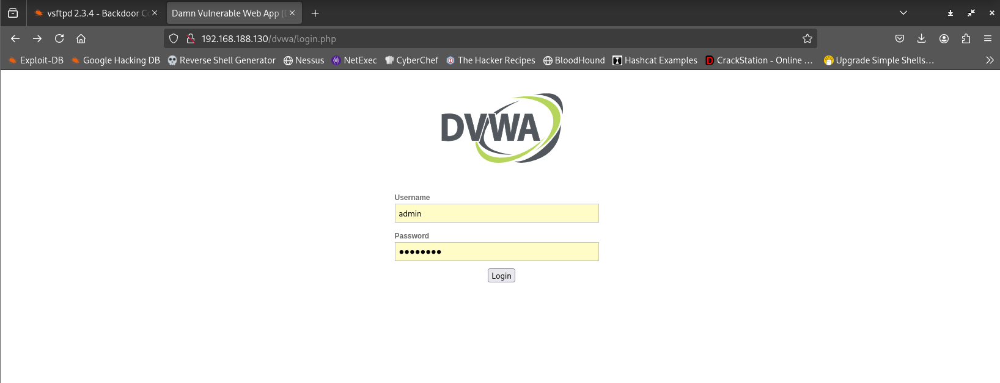 vsftpd 2.3.4 - Backdoor C
Damn Vulnerable Web App (
192.168.188.130/dvwa/login.php
Exploit-DB Google Hacking DB Reverse Shell Generator Nessus NetExec CyberChef The Hacker Recipes BloodHound Hashcat Examples CrackStation - Online ... Upgrade Simple Shells...
DVWA
Username
admin
Password
Login